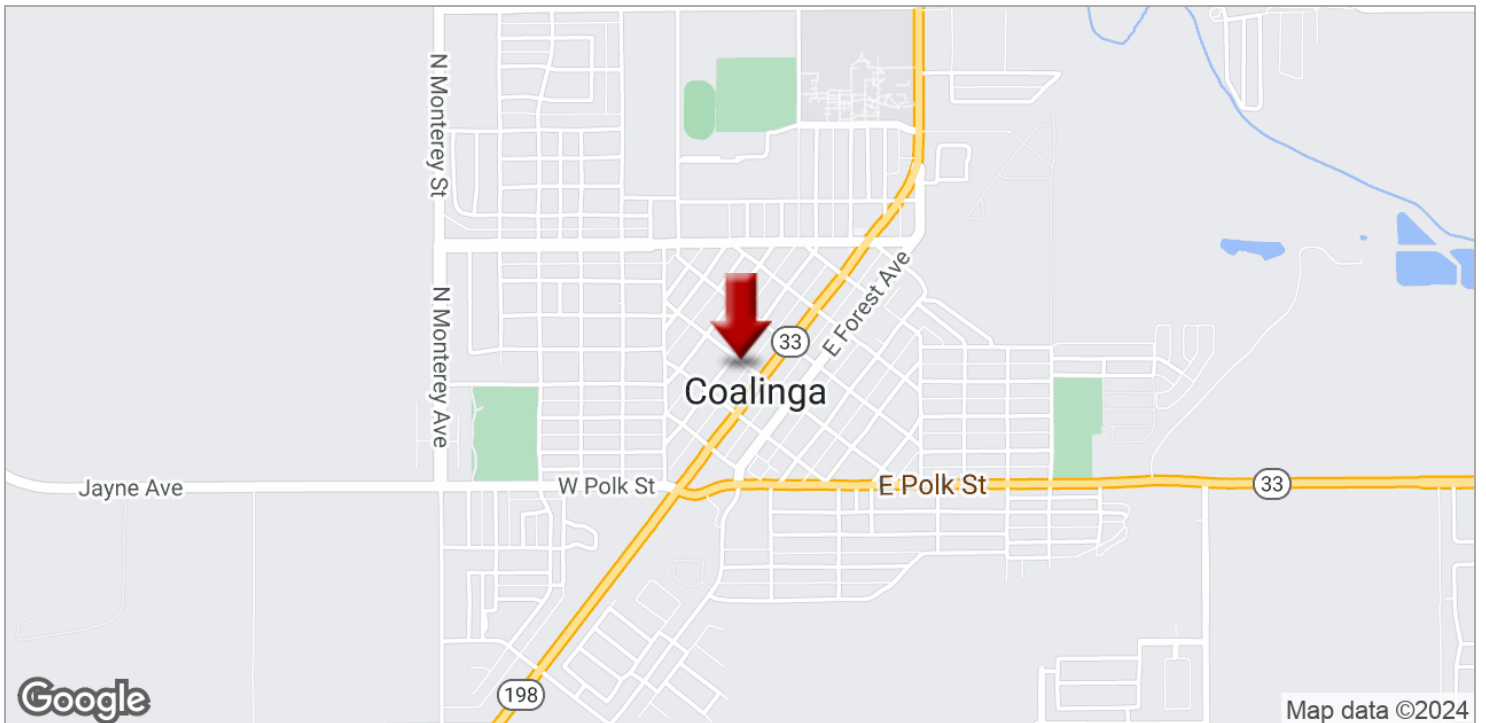 N Monterey St
E Forest Ave
N Monterey Ave
33
Coalinga
Jayne Ave
W Polk St
E Polk St
33
198
Google
Map data ©2024